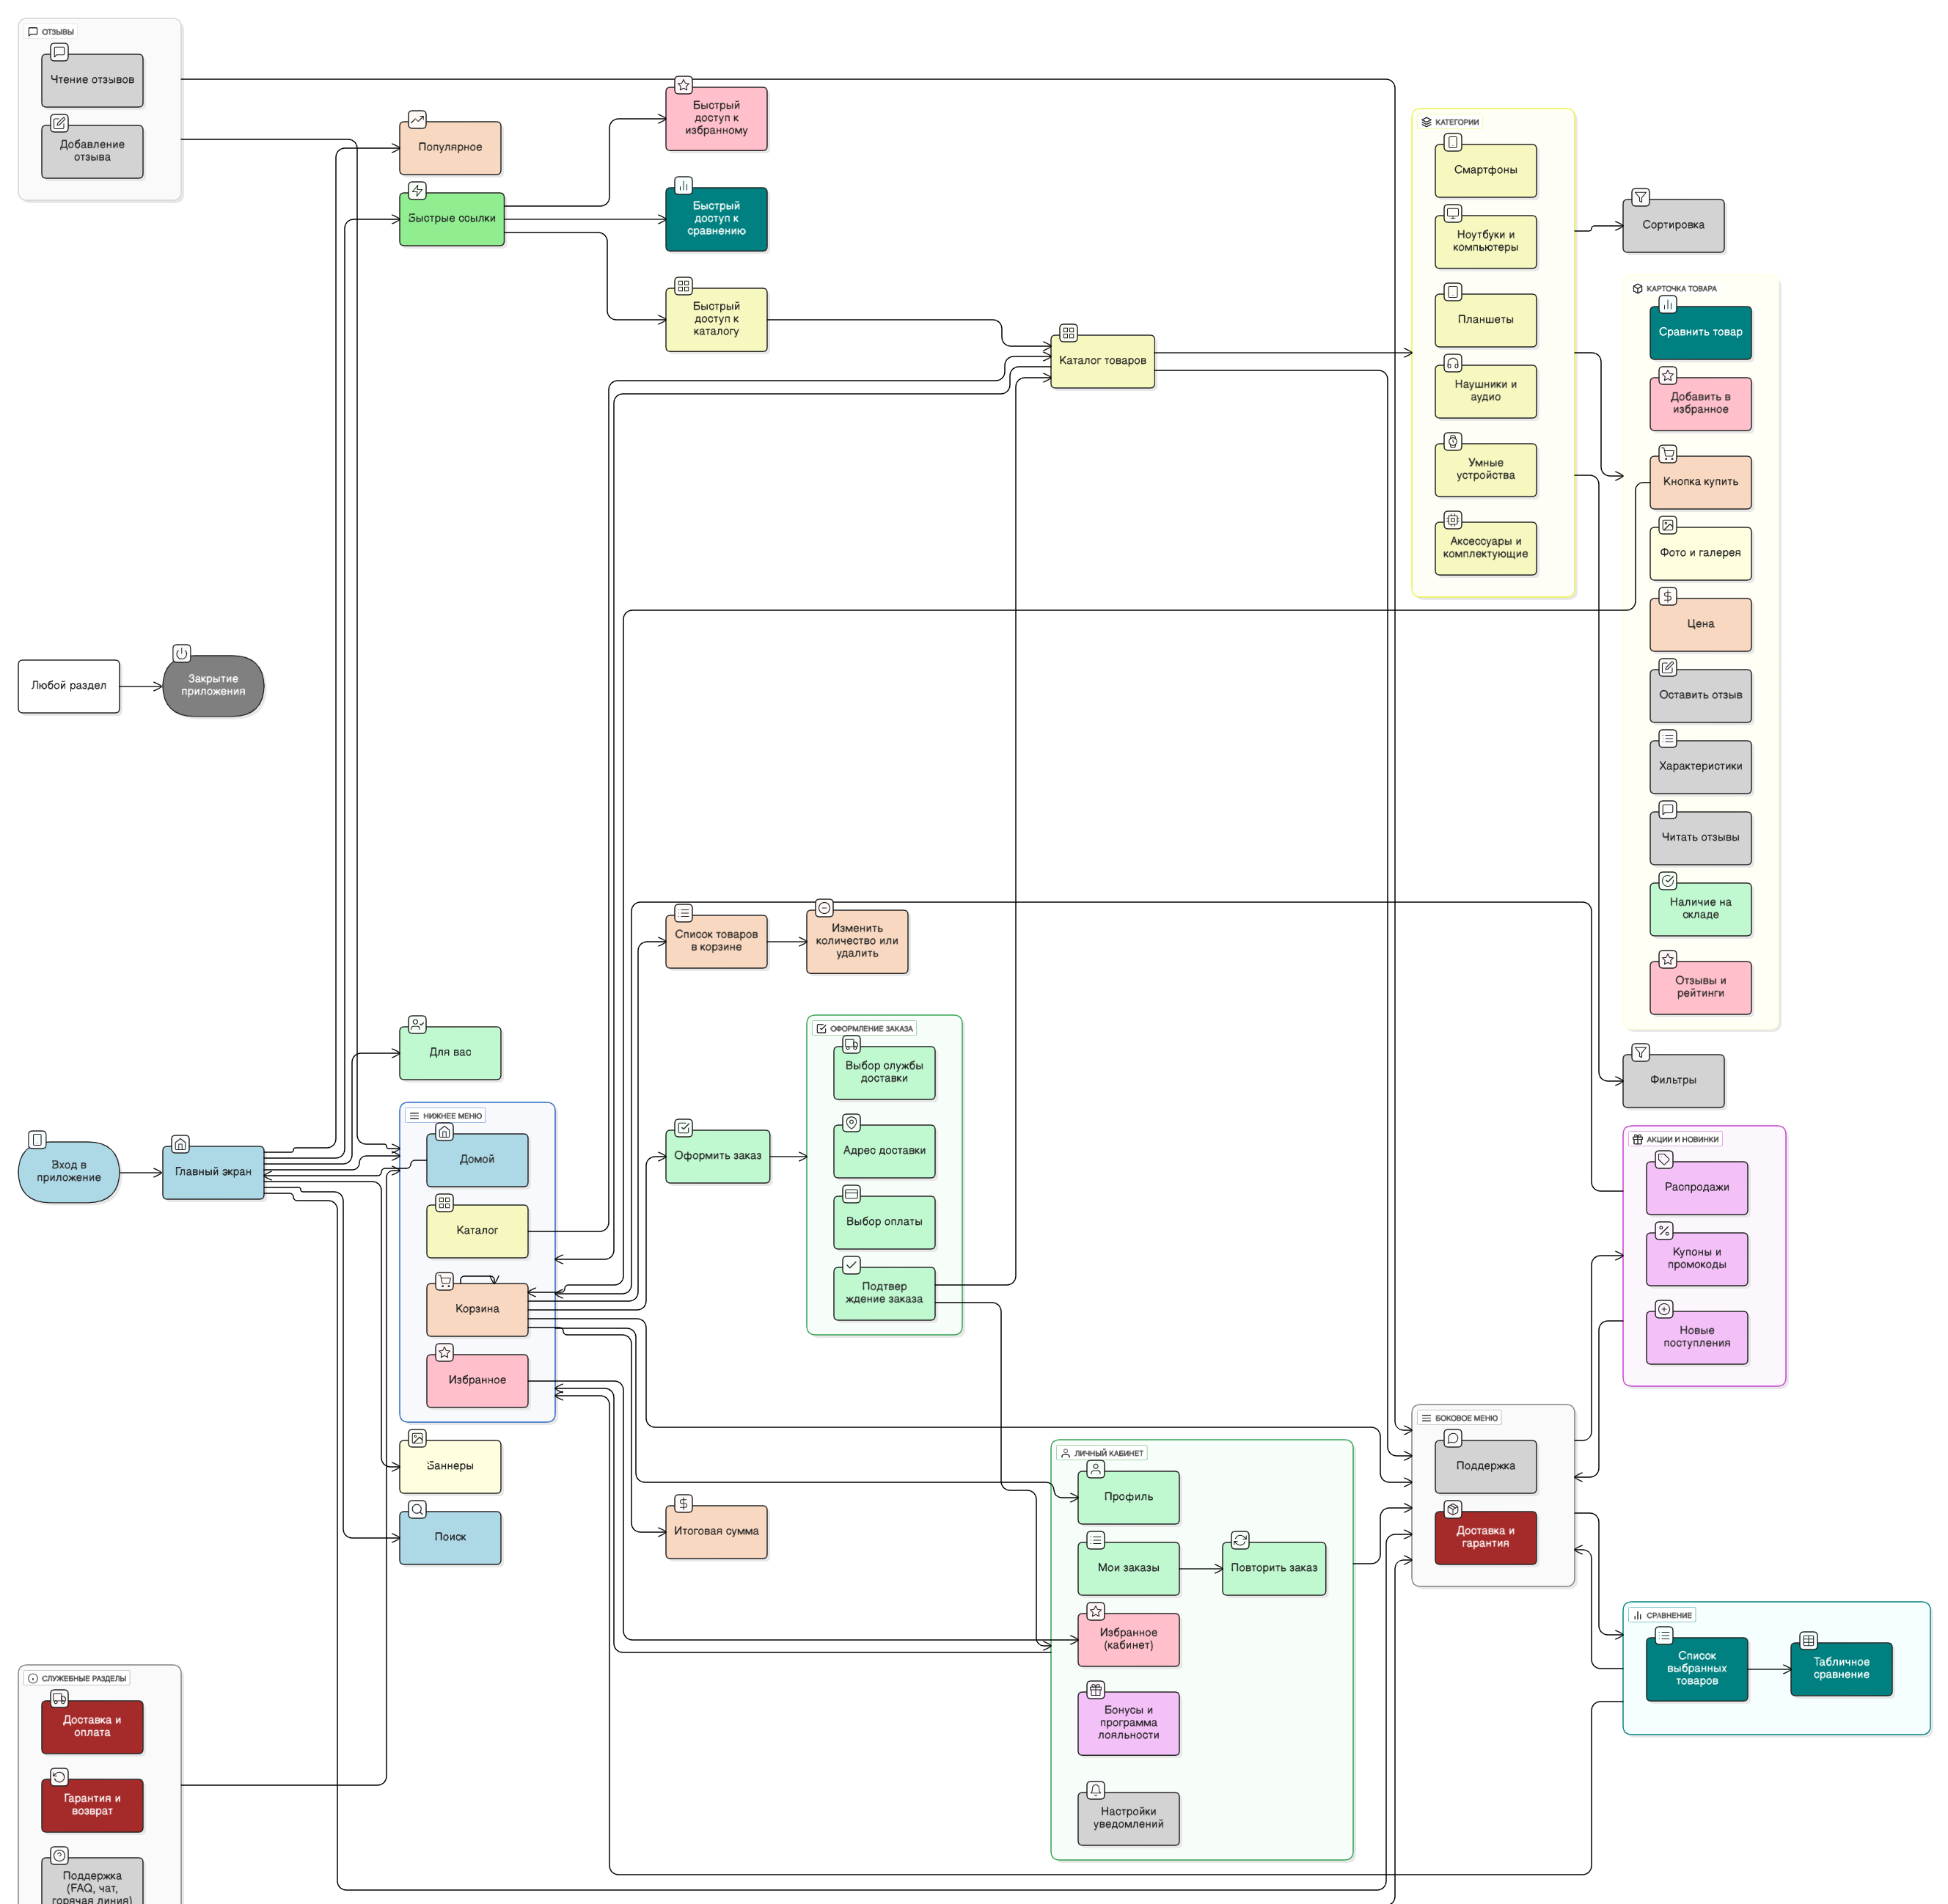 ОТЗЫВЫ
Чтение отзывов
Добавление
отзыва
Популярное
Быстрые ссылки
Быстрый
доступ к
избранному
Быстрый
доступ к
сравнению
Быстрый
доступ к
каталогу
Каталог товаров
КАТЕГОРИИ
Смартфоны
Ноутбуки и
компьютеры
Планшеты
Наушники и
аудио
Умные
устройства
Аксессуары и
комплектующие
Сортировка
КАРТОЧКА ТОВАРА
Сравнить товар
Добавить в
избранное
Кнопка купить
Фото и галерея
Цена
Оставить отзыв
Характеристики
Читать отзывы
Наличие на
складе
Отзывы и
рейтинги
Фильтры
Любой раздел
Закрытие
приложения
Список товаров
в корзине
Изменить
количество или
удалить
Для вас
ОФОРМЛЕНИЕ ЗАКАЗА
Выбор службы
доставки
Адрес доставки
Выбор оплаты
Подтвер
ждение заказа
Оформить заказ
Вход в
приложение
Главный экран
НИЖНЕЕ МЕНЮ
Домой
Каталог
Корзина
Избранное
Баннеры
Поиск
Итоговая сумма
АКЦИИ И НОВИНКИ
Распродажи
Купоны и
промокоды
Новые
поступления
БОКОВОЕ МЕНЮ
Поддержка
Доставка и
гарантия
ЛИЧНЫЙ КАБИНЕТ
Профиль
Мои заказы
Повторить заказ
Избранное
(кабинет)
Бонусы и
программа
лояльности
Настройки
уведомлений
СРАВНЕНИЕ
Список
выбранных
товаров
Табличное
сравнение
СЛУЖЕБНЫЕ РАЗДЕЛЫ
Доставка и
оплата
Гарантия и
возврат
Поддержка
(FAQ, чат,
горячая линия)